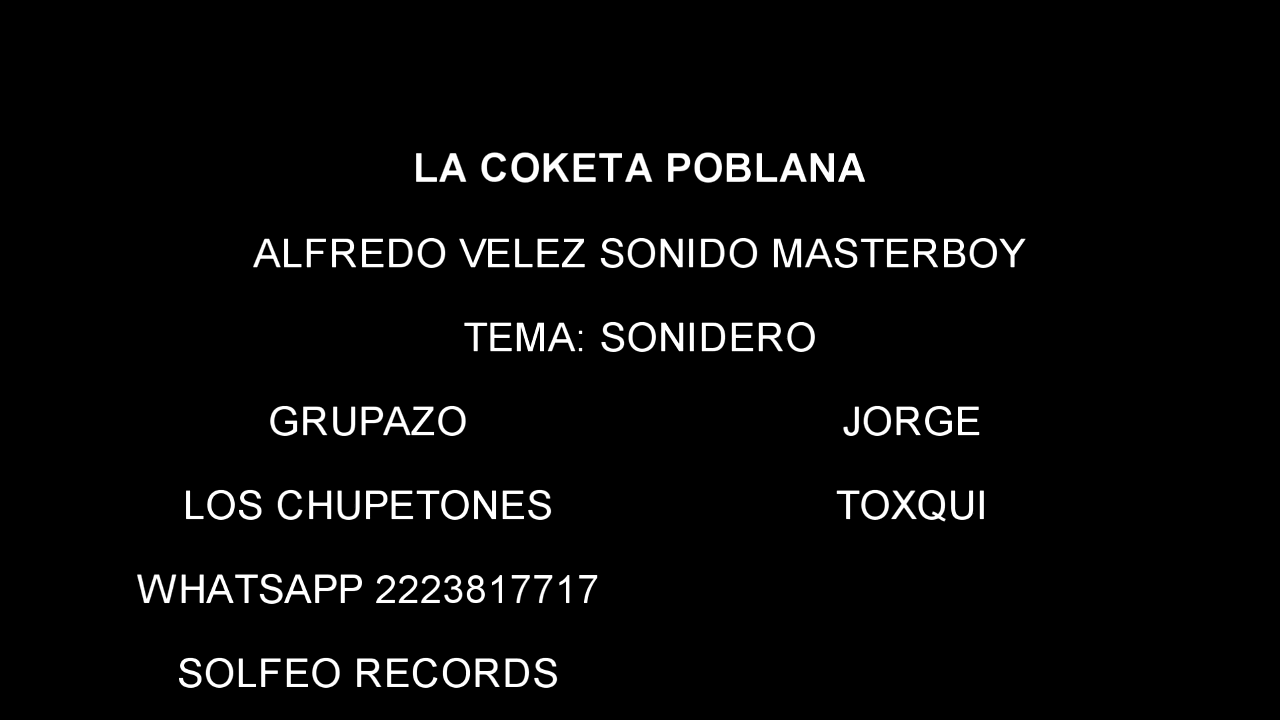 LA COKETA POBLANA
ALFREDO VELEZ SONIDO MASTERBOY
TEMA: SONIDERO
GRUPAZO JORGE
LOS CHUPETONES TOXQUI
WHATSAPP 2223817717
SOLFEO RECORDS